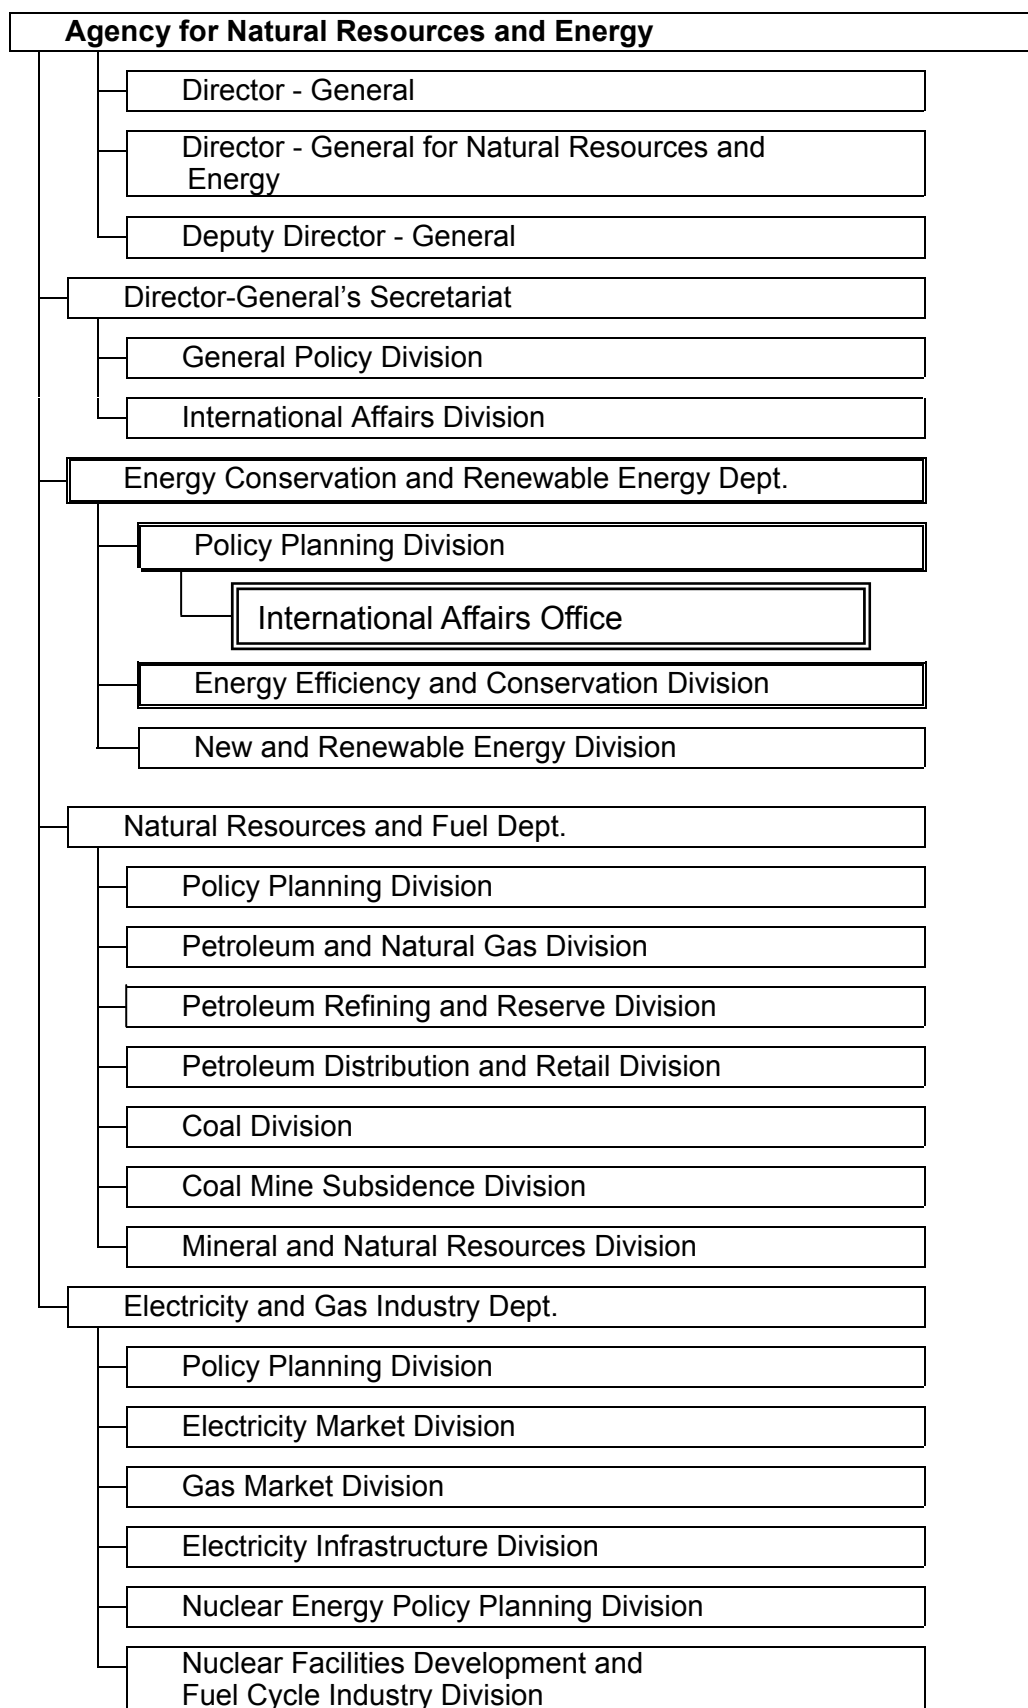 Agency for Natural Resources and Energy
Director - General
Director - General for Natural Resources and
Energy
Deputy Director - General
Director-General’s Secretariat
General Policy Division
International Affairs Division
Energy Conservation and Renewable Energy Dept.
Policy Planning Division
International Affairs Office
Energy Efficiency and Conservation Division
New and Renewable Energy Division
Natural Resources and Fuel Dept.
Policy Planning Division
Petroleum and Natural Gas Division
Petroleum Refining and Reserve Division
Petroleum Distribution and Retail Division
Coal Division
Coal Mine Subsidence Division
Mineral and Natural Resources Division
Electricity and Gas Industry Dept.
Policy Planning Division
Electricity Market Division
Gas Market Division
Electricity Infrastructure Division
Nuclear Energy Policy Planning Division
Nuclear Facilities Development and
Fuel Cycle Industry Division